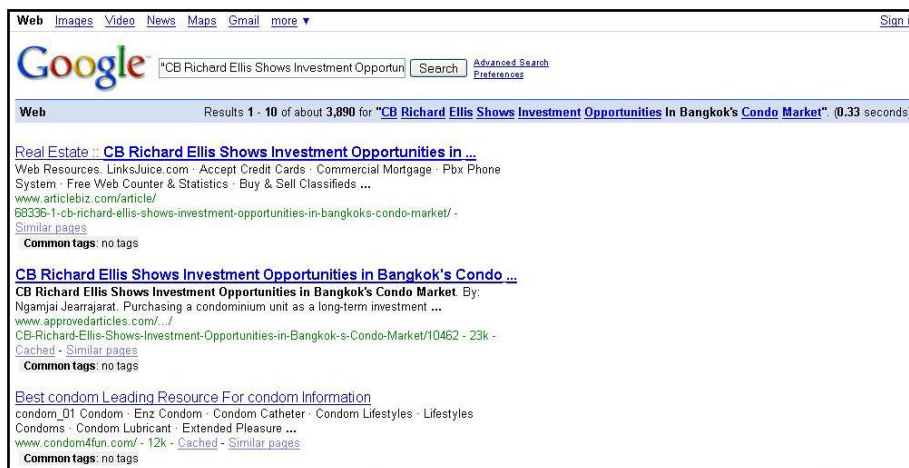 Web Images Video News Maps Gmail more ▼ Sign i
Google "CB Richard Ellis Shows Investment Opportun Search Advanced Search
Preferences
Web Results 1 - 10 of about 3,890 for "CB Richard Ellis Shows Investment Opportunities In Bangkok's Condo Market". (0.33 seconds)
Real Estate :: CB Richard Ellis Shows Investment Opportunities in ...
Web Resources. LinksJuice.com · Accept Credit Cards · Commercial Mortgage · Pbx Phone
System · Free Web Counter & Statistics · Buy & Sell Classifieds ...
www.articlebiz.com/article/
68336-1-cb-richard-ellis-shows-investment-opportunities-in-bangkoks-condo-market/ -
Similar pages
Common tags: no tags
CB Richard Ellis Shows Investment Opportunities in Bangkok's Condo ...
CB Richard Ellis Shows Investment Opportunities in Bangkok's Condo Market. By:
Ngamjai Jearrajarat. Purchasing a condominium unit as a long-term investment ...
www.approvedarticles.com/.../
CB-Richard-Ellis-Shows-Investment-Opportunities-in-Bangkok-s-Condo-Market/10462 - 23k -
Cached - Similar pages
Common tags: no tags
Best condom Leading Resource For condom Information
condom_01 Condom · Enz Condom · Condom Catheter · Condom Lifestyles · Lifestyles
Condoms · Condom Lubricant · Extended Pleasure ...
www.condom4fun.com/ - 12k - Cached - Similar pages
Common tags: no tags